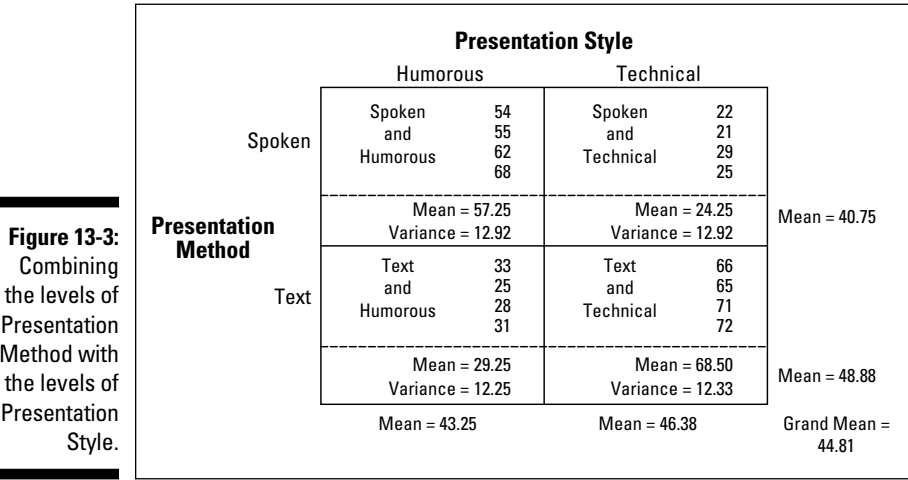 Presentation Style
Humorous Technical
Spoken
Spoken 54
and 55
Humorous 62
68
Spoken 22
and 21
Technical 29
25
Mean = 57.25
Variance = 12.92
Mean = 24.25
Variance = 12.92
Mean = 40.75
Presentation
Method
Text
Text 33
and 25
Humorous 28
31
Text 66
and 65
Technical 71
72
Mean = 29.25
Variance = 12.25
Mean = 68.50
Variance = 12.33
Mean = 48.88
Mean = 43.25
Mean = 46.38
Grand Mean =
44.81
Figure 13-3:
Combining
the levels of
Presentation
Method with
the levels of
Presentation
Style.